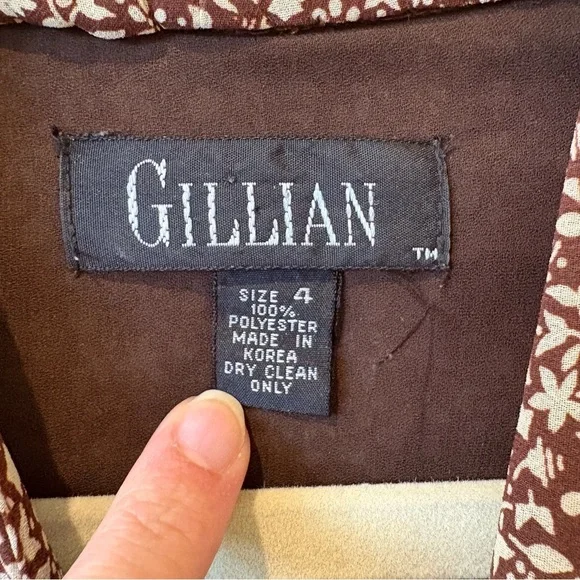 GILLIAN
TM
SIZE 4
100%
POLYESTER
MADE IN
KOREA
DRY CLEAN
ONLY